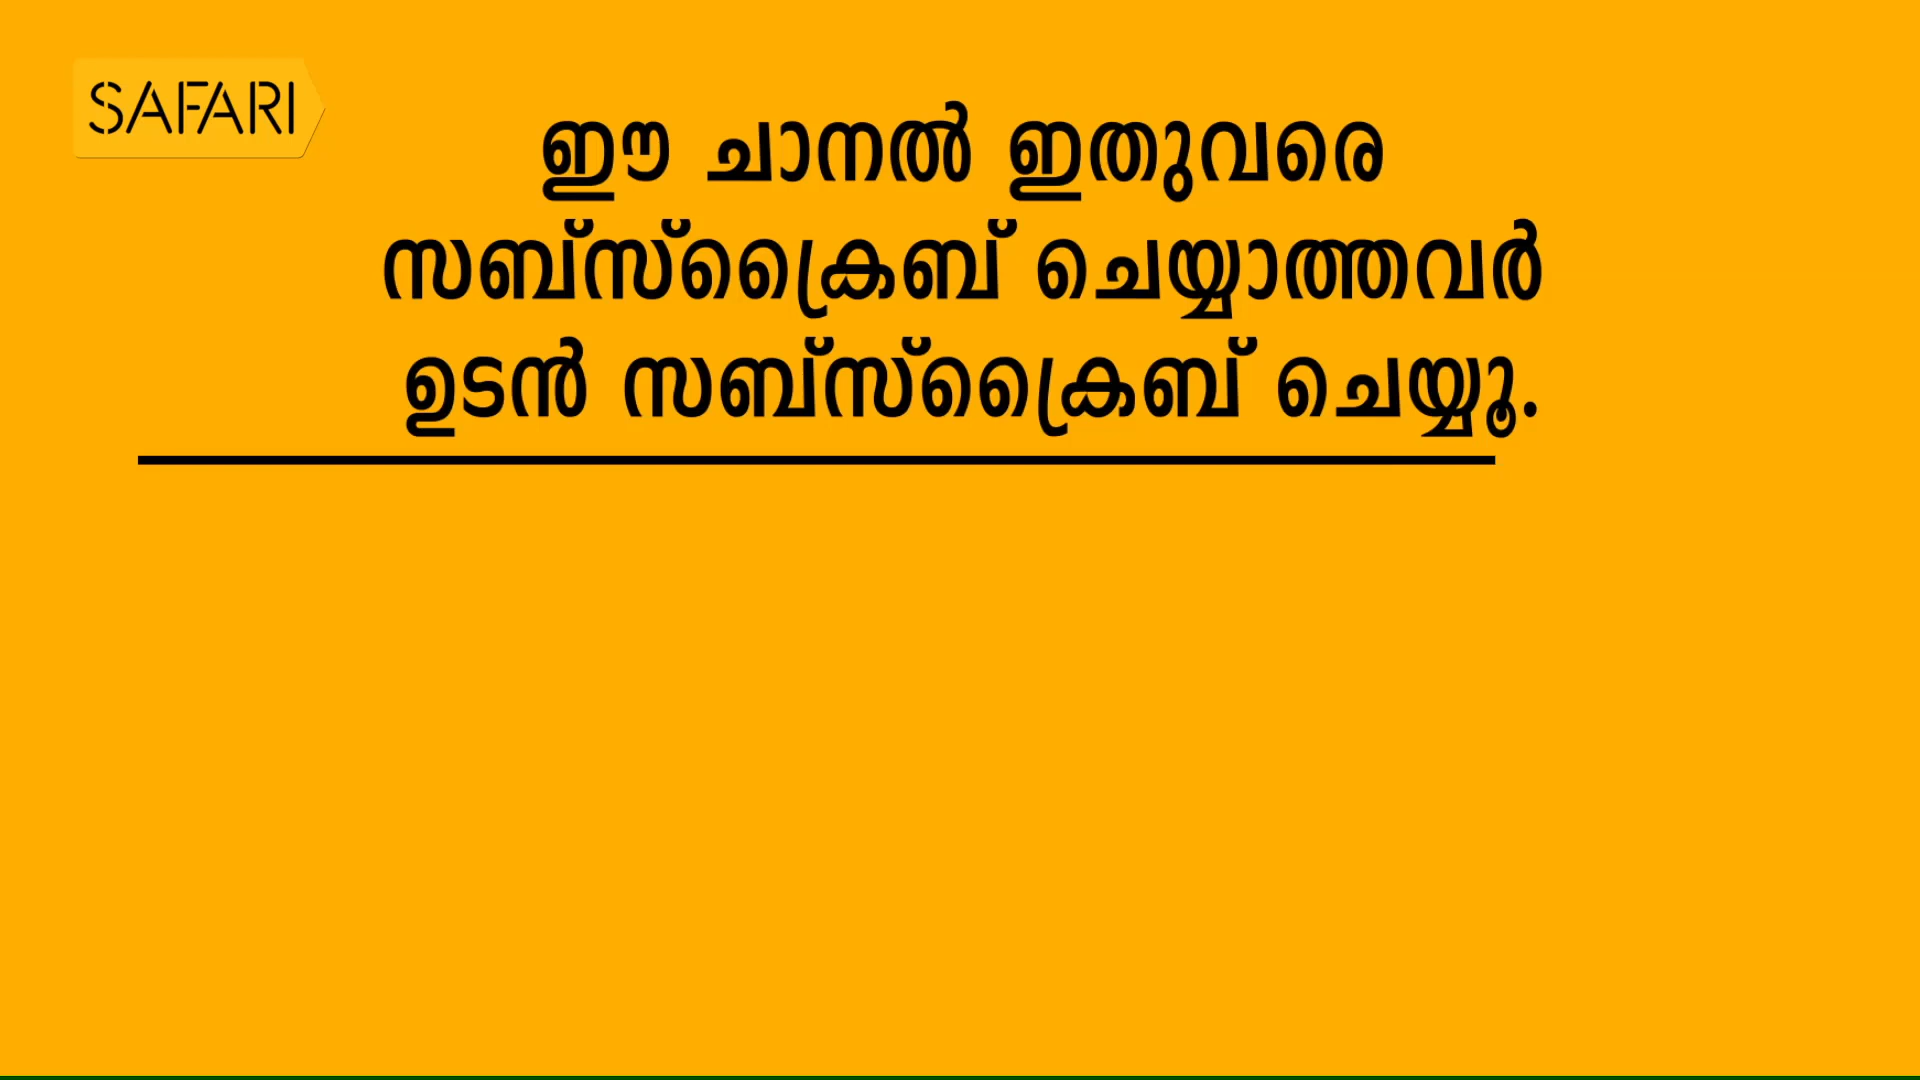 SAFARI
ഈ ചാനൽ ഇതുവരെ
സബ്സ്ക്രൈബ് ചെയ്യാത്തവർ
ഉടൻ സബ്സ്ക്രൈബ് ചെയ്യൂ.